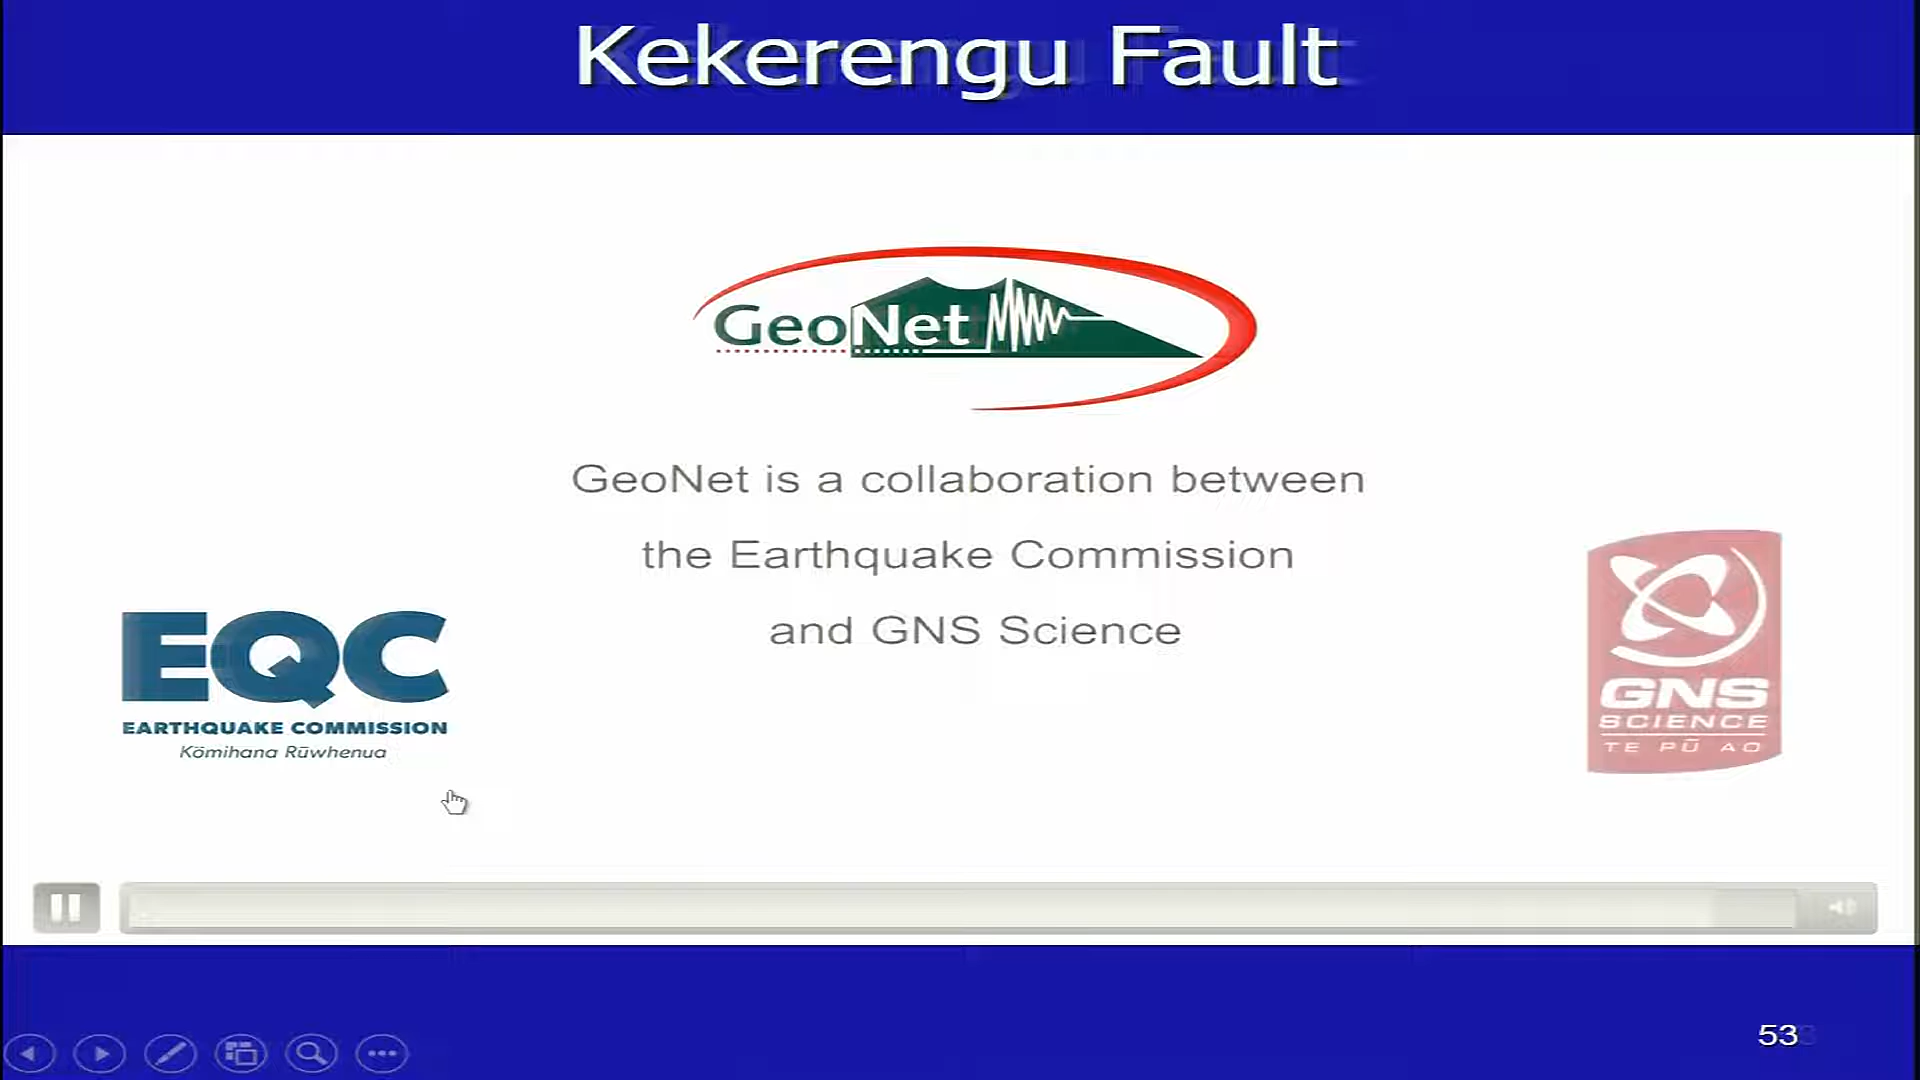 Kekerengu Fault
GeoNet
GeoNet is a collaboration between
the Earthquake Commission
and GNS Science
EQC
EARTHQUAKE COMMISSION
Kōmihana Rūwhenua
GNS
SCIENCE
TE PŪ AO
53